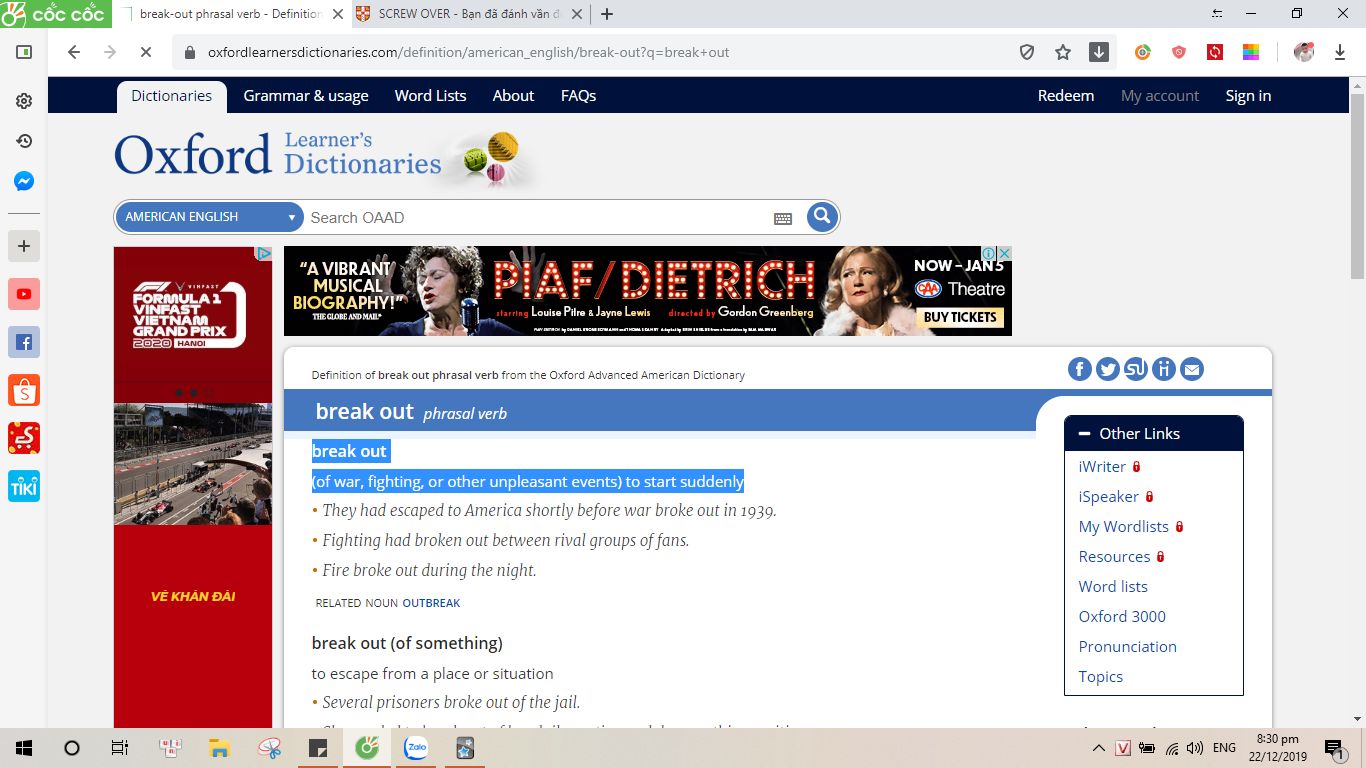 cốc cốc
break-out phrasal verb - Definition
SCREW OVER - Bạn đã đánh vần đ
oxfordlearnersdictionaries.com/definition/american_english/break-out?q=break+out
Dictionaries Grammar & usage Word Lists About FAQs Redeem My account Sign in
Oxford Learner's Dictionaries
AMERICAN ENGLISH Search OAAD
VINFAST
FORMULA 1
VINFAST
VIETNAM
GRAND PRIX
2020 HANOI
VÉ KHÁN ĐÀI
"A VIBRANT
MUSICAL
BIOGRAPHY!"
THE GLOBE AND MAIL*
PIAF/DIETRICH
starring Louise Pitre & Jayne Lewis directed by Gordon Greenberg
NOW – JAN 5
CAA Theatre
BUY TICKETS
Definition of break out phrasal verb from the Oxford Advanced American Dictionary
break out phrasal verb
break out
(of war, fighting, or other unpleasant events) to start suddenly
• They had escaped to America shortly before war broke out in 1939.
• Fighting had broken out between rival groups of fans.
• Fire broke out during the night.
RELATED NOUN OUTBREAK
break out (of something)
to escape from a place or situation
• Several prisoners broke out of the jail.
Other Links
iWriter
iSpeaker
My Wordlists
Resources
Word lists
Oxford 3000
Pronunciation
Topics
TIKI
Zalo
V
ENG
8:30 pm
22/12/2019
1